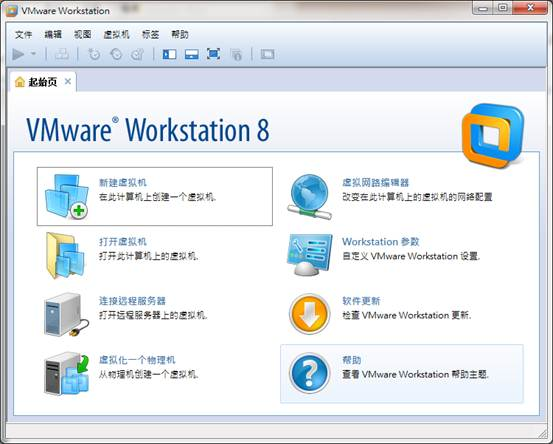 VMware Workstation
文件 编辑 视图 虚拟机 标签 帮助
起始页
VMware® Workstation 8
新建虚拟机
在此计算机上创建一个虚拟机.
虚拟网路编辑器
改变在此计算机上的虚拟机的网络配置
打开虚拟机
打开此计算机上的虚拟机.
Workstation 参数
自定义 VMware Workstation 设置.
连接远程服务器
打开远程服务器上的虚拟机.
软件更新
检查 VMware Workstation 更新.
虚拟化一个物理机
从物理机创建一个虚拟机.
帮助
查看 VMware Workstation 帮助主题.